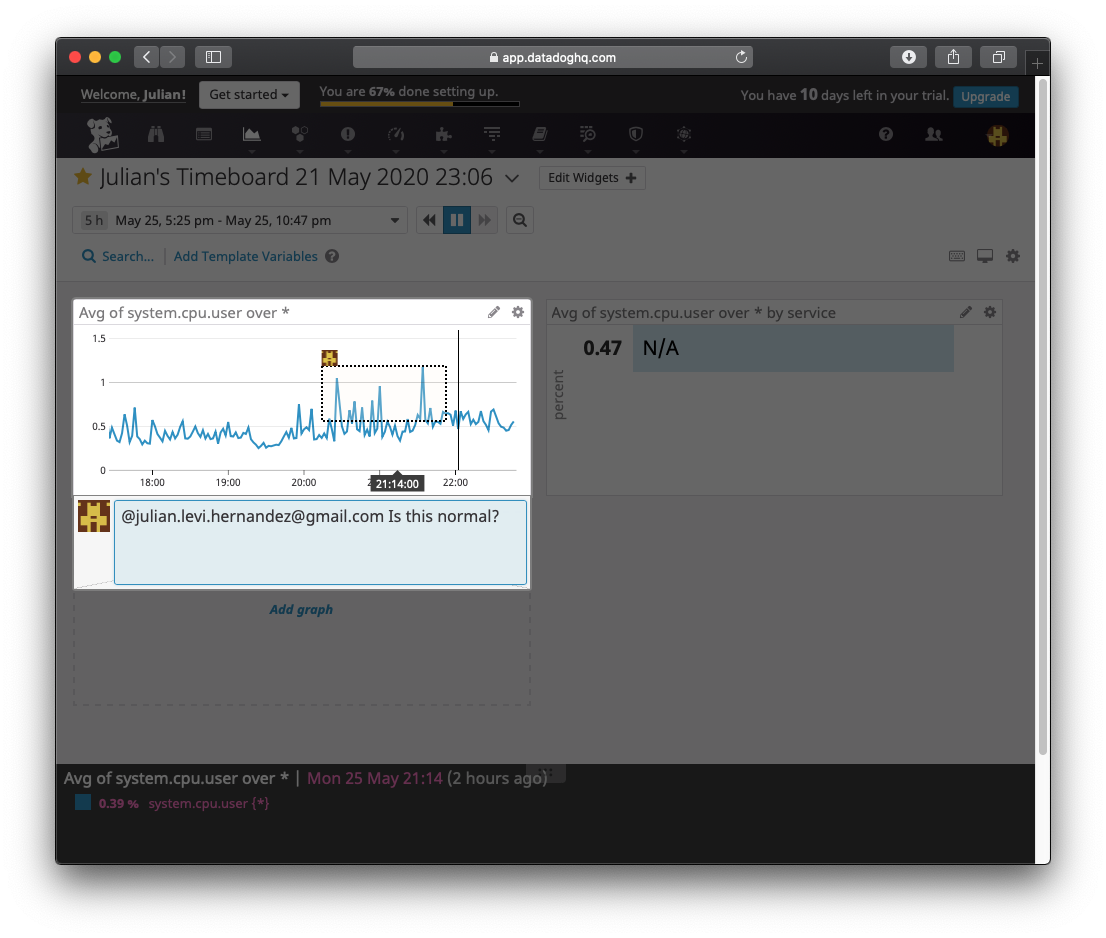 app.datadoghq.com
Welcome, Julian!
Get started
You are 67% done setting up.
You have 10 days left in your trial.
Upgrade
Julian's Timeboard 21 May 2020 23:06
Edit Widgets
5 h May 25, 5:25 pm - May 25, 10:47 pm
Search...
Add Template Variables
Avg of system.cpu.user over *
1.5
1
0.5
0
18:00 19:00 20:00 21:14:00 22:00
@julian.levi.hernandez@gmail.com Is this normal?
Add graph
Avg of system.cpu.user over * by service
percent
0.47 N/A
Avg of system.cpu.user over * | Mon 25 May 21:14 (2 hours ago)
0.39 % system.cpu.user {*}